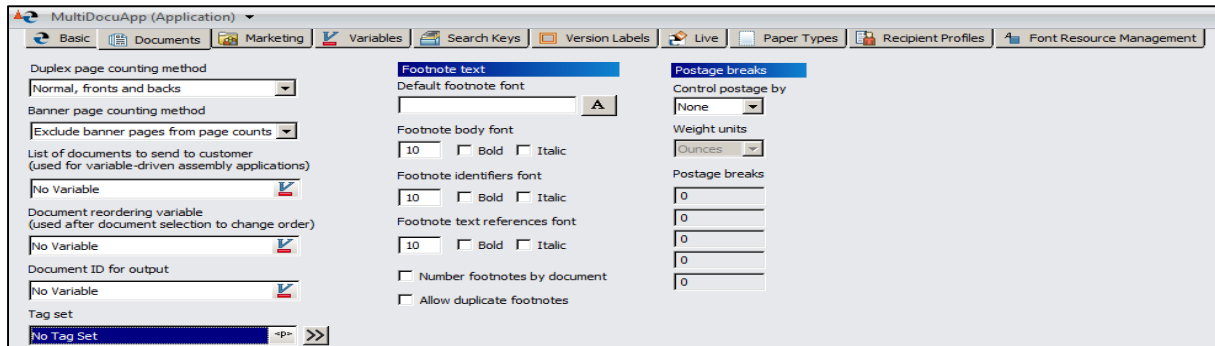 MultiDocuApp (Application)
Basic Documents Marketing Variables Search Keys Version Labels Live Paper Types Recipient Profiles Font Resource Management
Duplex page counting method
Normal, fronts and backs
Banner page counting method
Exclude banner pages from page counts
List of documents to send to customer
(used for variable-driven assembly applications)
No Variable
Document reordering variable
(used after document selection to change order)
No Variable
Document ID for output
No Variable
Tag set
No Tag Set <p> >>
Footnote text
Default footnote font
A
Footnote body font
10 Bold Italic
Footnote identifiers font
10 Bold Italic
Footnote text references font
10 Bold Italic
Number footnotes by document
Allow duplicate footnotes
Postage breaks
Control postage by
None
Weight units
Ounces
Postage breaks
0
0
0
0
0